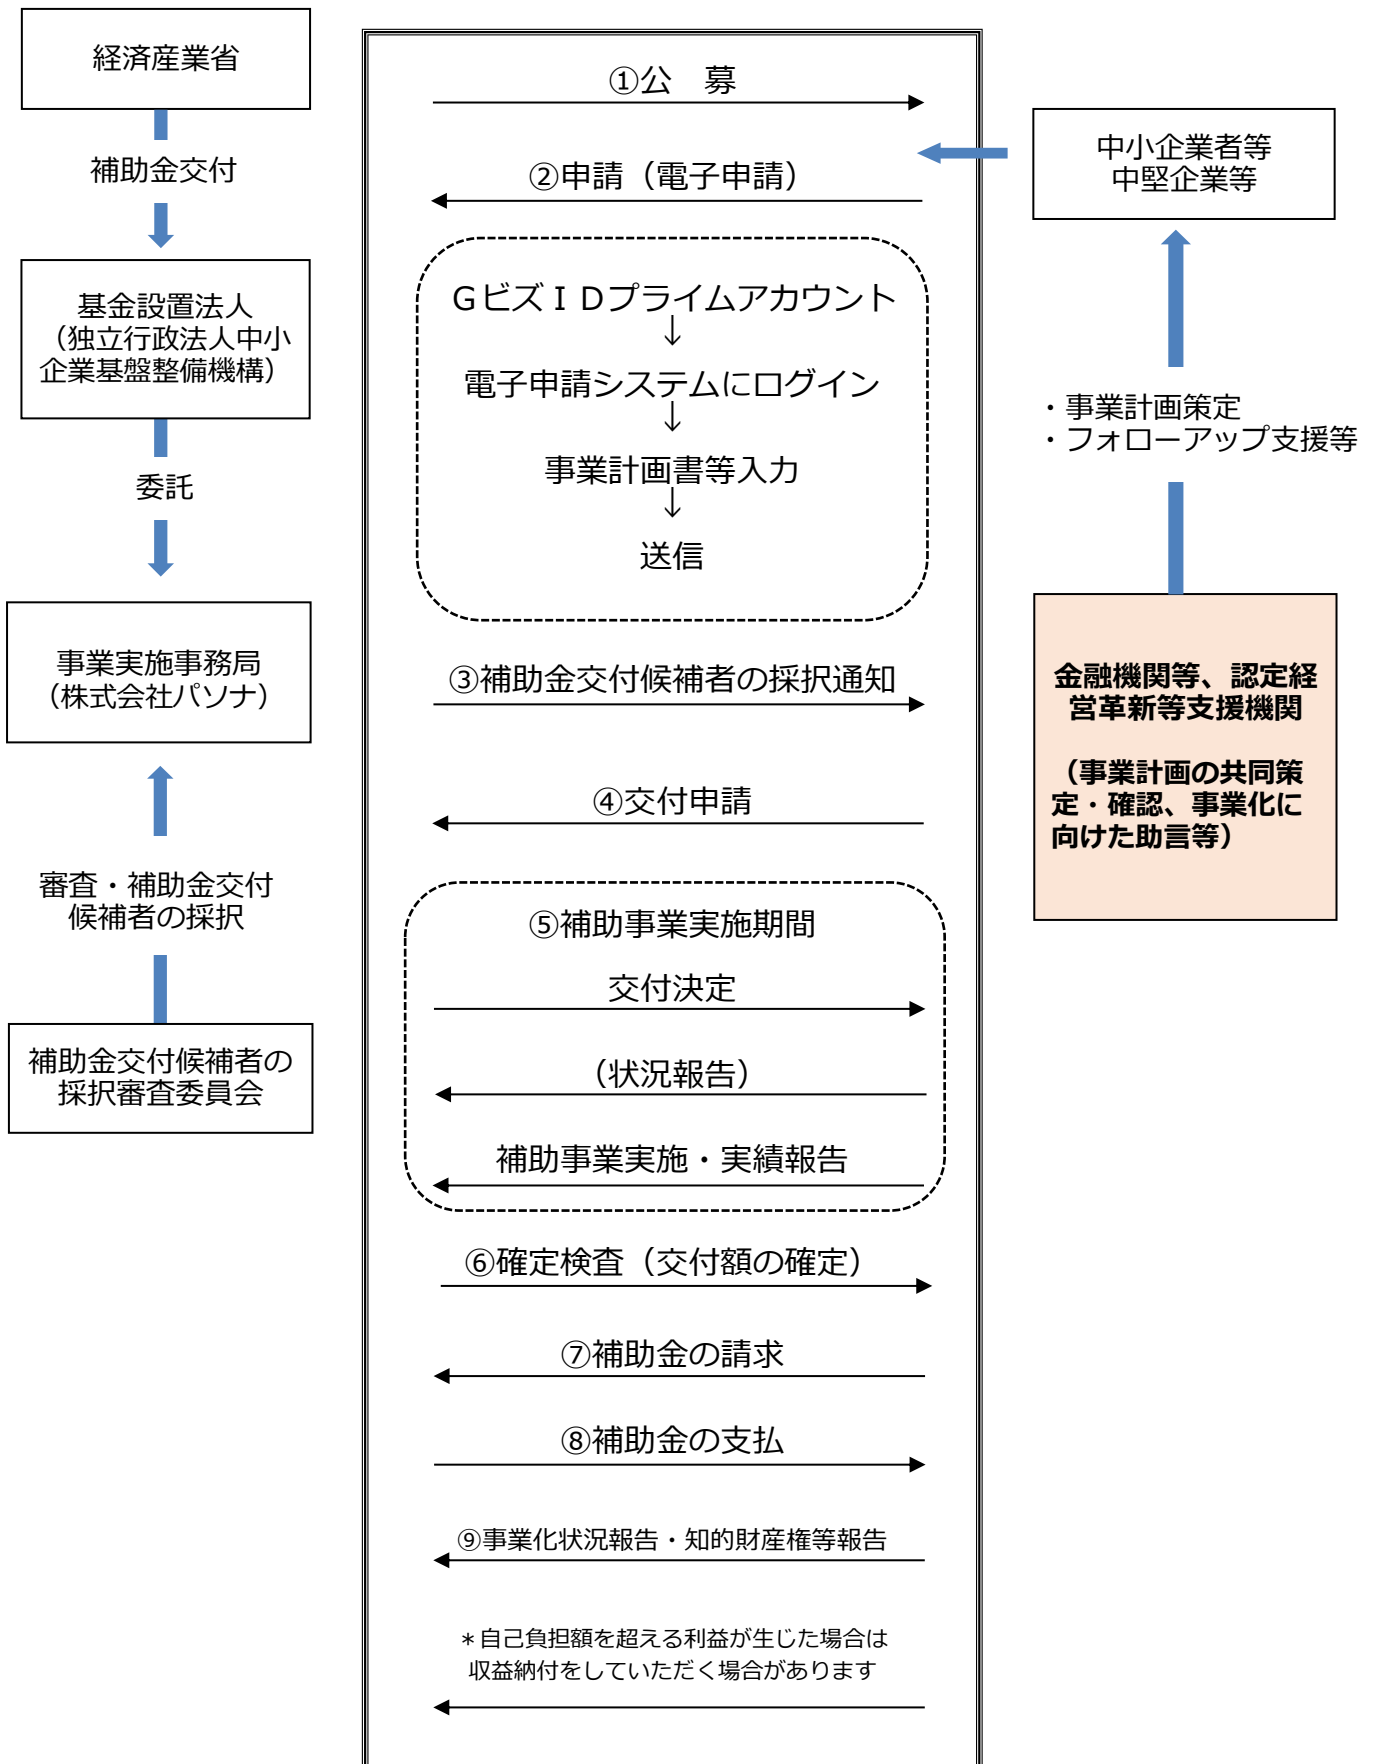 経済産業省
補助金交付
基金設置法人
（独立行政法人中小
企業基盤整備機構）
委託
事業実施事務局
（株式会社パソナ）
審査・補助金交付
候補者の採択
補助金交付候補者の
採択審査委員会
①公　募
②申請（電子申請）
ＧビズＩＤプライムアカウント
↓
電子申請システムにログイン
↓
事業計画書等入力
↓
送信
③補助金交付候補者の採択通知
④交付申請
⑤補助事業実施期間
交付決定
（状況報告）
補助事業実施・実績報告
⑥確定検査（交付額の確定）
⑦補助金の請求
⑧補助金の支払
⑨事業化状況報告・知的財産権等報告
＊自己負担額を超える利益が生じた場合は
収益納付をしていただく場合があります
中小企業者等
中堅企業等
・事業計画策定
・フォローアップ支援等
金融機関等、認定経
営革新等支援機関
（事業計画の共同策
定・確認、事業化に
向けた助言等）